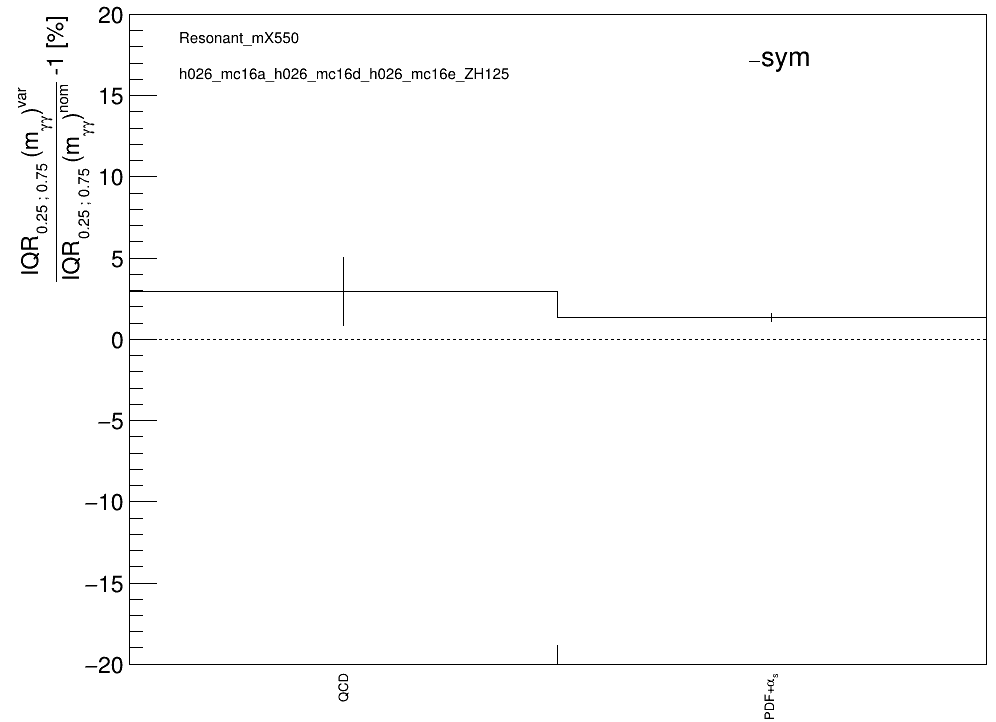 IQR0.25 ; 0.75 (mγγ)var
IQR0.25 ; 0.75 (mγγ)nom -1 [%]
20
15
10
5
0
−5
−10
−15
−20
Resonant_mX550
h026_mc16a_h026_mc16d_h026_mc16e_ZH125
sym
QCD
PDF+αs